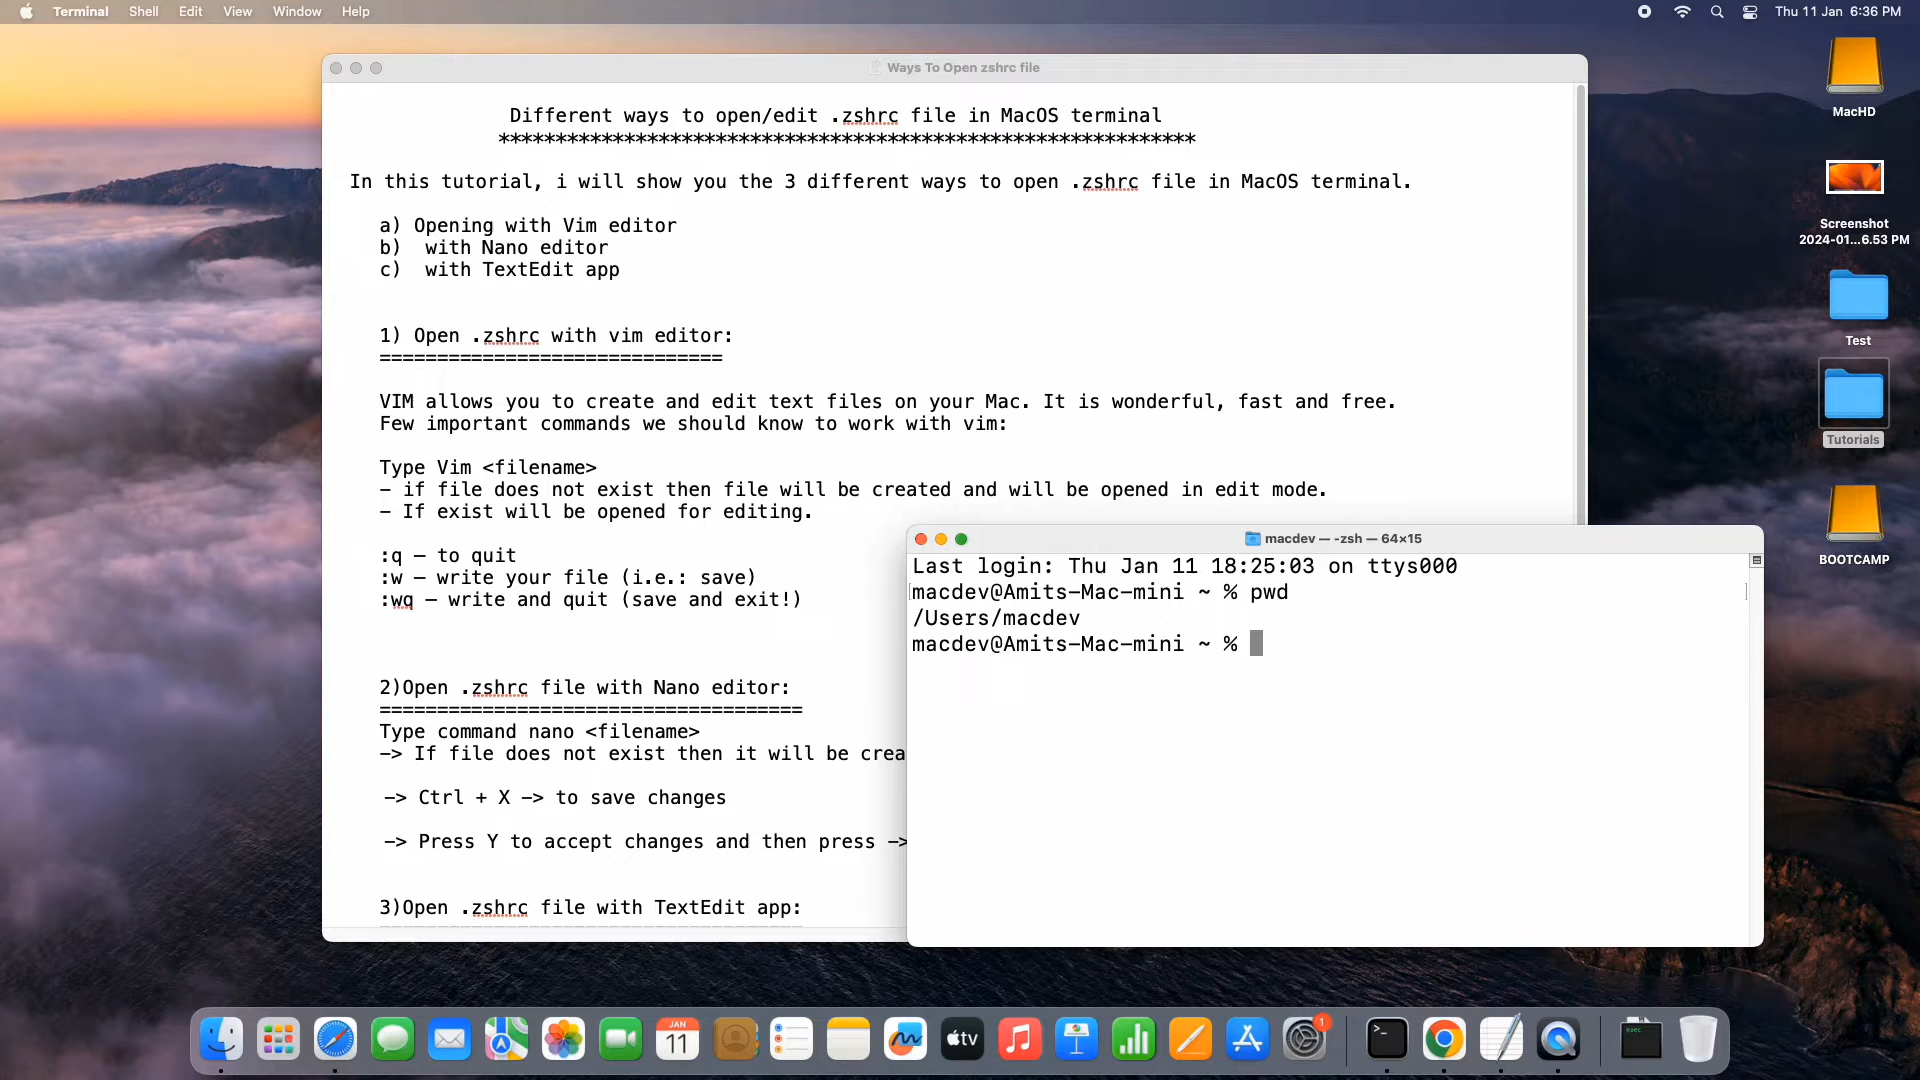 Terminal Shell Edit View Window Help
Thu 11 Jan 6:36 PM
Ways To Open zshrc file
Different ways to open/edit .zshrc file in MacOS terminal
*************************************************************
In this tutorial, i will show you the 3 different ways to open .zshrc file in MacOS terminal.
a) Opening with Vim editor
b) with Nano editor
c) with TextEdit app
1) Open .zshrc with vim editor:
==============================
VIM allows you to create and edit text files on your Mac. It is wonderful, fast and free.
Few important commands we should know to work with vim:
Type Vim <filename>
– if file does not exist then file will be created and will be opened in edit mode.
– If exist will be opened for editing.
:q – to quit
:w – write your file (i.e.: save)
:wq – write and quit (save and exit!)
2)Open .zshrc file with Nano editor:
=====================================
Type command nano <filename>
–> If file does not exist then it will be crea
–> Ctrl + X –> to save changes
–> Press Y to accept changes and then press –>
3)Open .zshrc file with TextEdit app:
macdev — -zsh — 64×15
Last login: Thu Jan 11 18:25:03 on ttys000
[macdev@Amits-Mac-mini ~ % pwd ]
/Users/macdev
macdev@Amits-Mac-mini ~ %
MacHD
Screenshot
2024-01...6.53 PM
Test
Tutorials
BOOTCAMP
JAN
11
tv
1
>_
exec